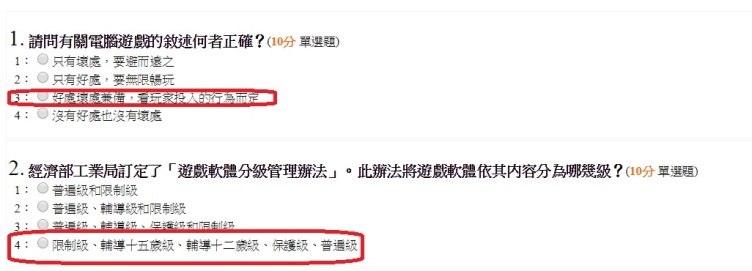 1. 請問有關電腦遊戲的敘述何者正確？(10分 單選題)
1： 只有壞處，要避而遠之
2： 只有好處，要無限暢玩
3： 好處壞處兼備，看玩家投入的行為而定
4： 沒有好處也沒有壞處
2. 經濟部工業局訂定了「遊戲軟體分級管理辦法」。此辦法將遊戲軟體依其內容分為哪幾級？(10分 單選題)
1： 普遍級和限制級
2： 普遍級、輔導級和限制級
3： 普遍級、輔導級、保護級和限制級
4： 限制級、輔導十五歲級、輔導十二歲級、保護級、普遍級